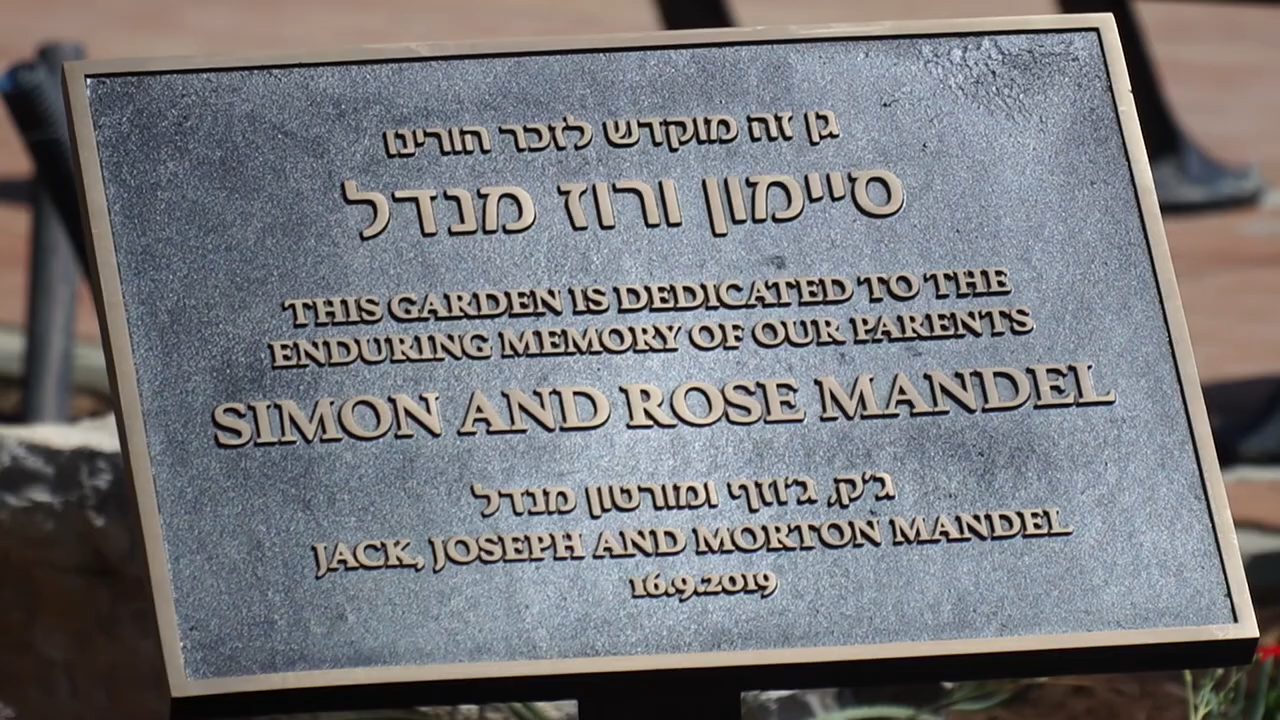 גן זה מוקדש לזכר הורינו
סיימון ורוז מנדל
THIS GARDEN IS DEDICATED TO THE
ENDURING MEMORY OF OUR PARENTS
SIMON AND ROSE MANDEL
ג'ק, ג'וזף ומורטון מנדל
JACK, JOSEPH AND MORTON MANDEL
16.9.2019